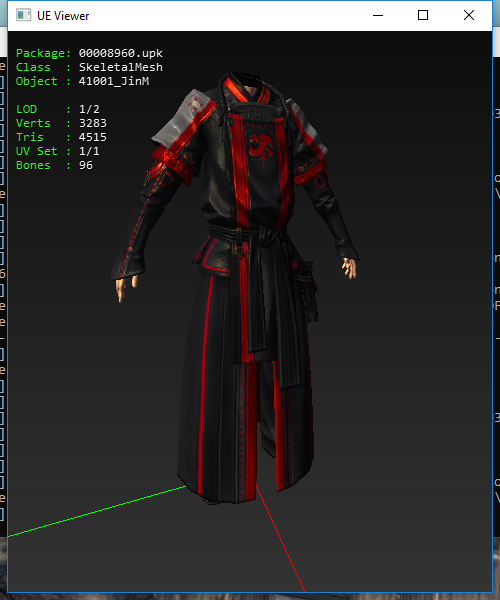 UE Viewer
Package: 00008960.upk
Class  : SkeletalMesh
Object : 41001_JinM
LOD    : 1/2
Verts  : 3283
Tris   : 4515
UV Set : 1/1
Bones  : 96